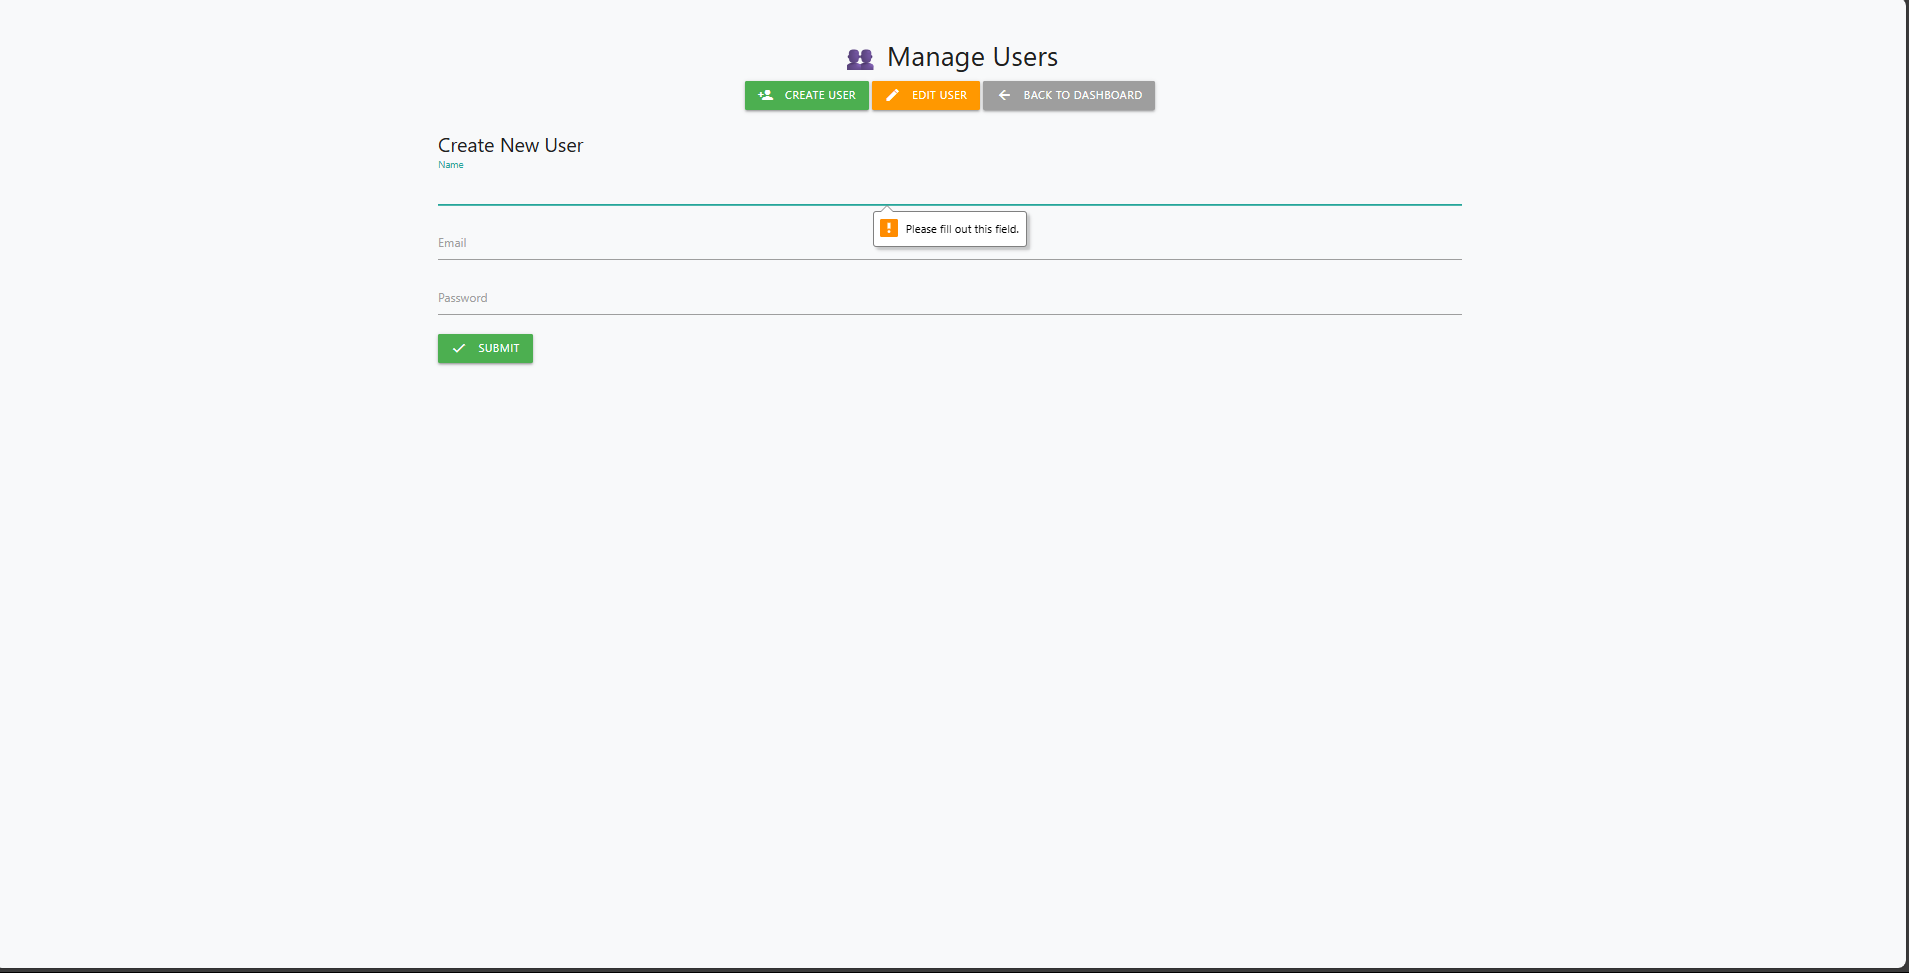 Manage Users
CREATE USER
EDIT USER
BACK TO DASHBOARD
Create New User
Name
Please fill out this field.
Email
Password
SUBMIT